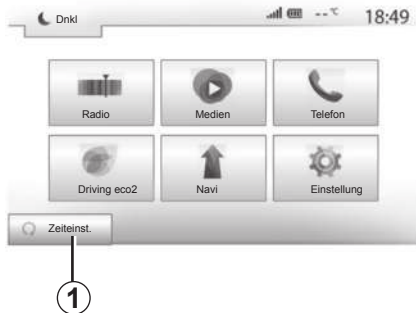 Dnkl
--°C
18:49
Radio
Medien
Telefon
Driving eco2
Navi
Einstellung
Zeiteinst.
1